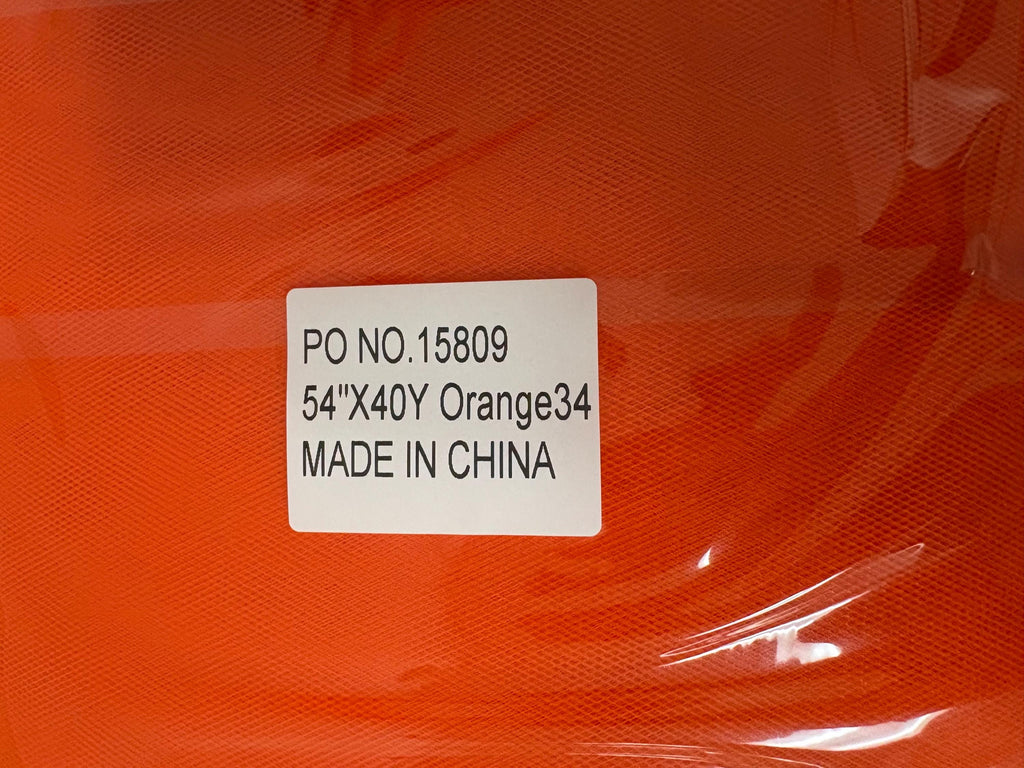 PO NO.15809
54"X40Y Orange34
MADE IN CHINA